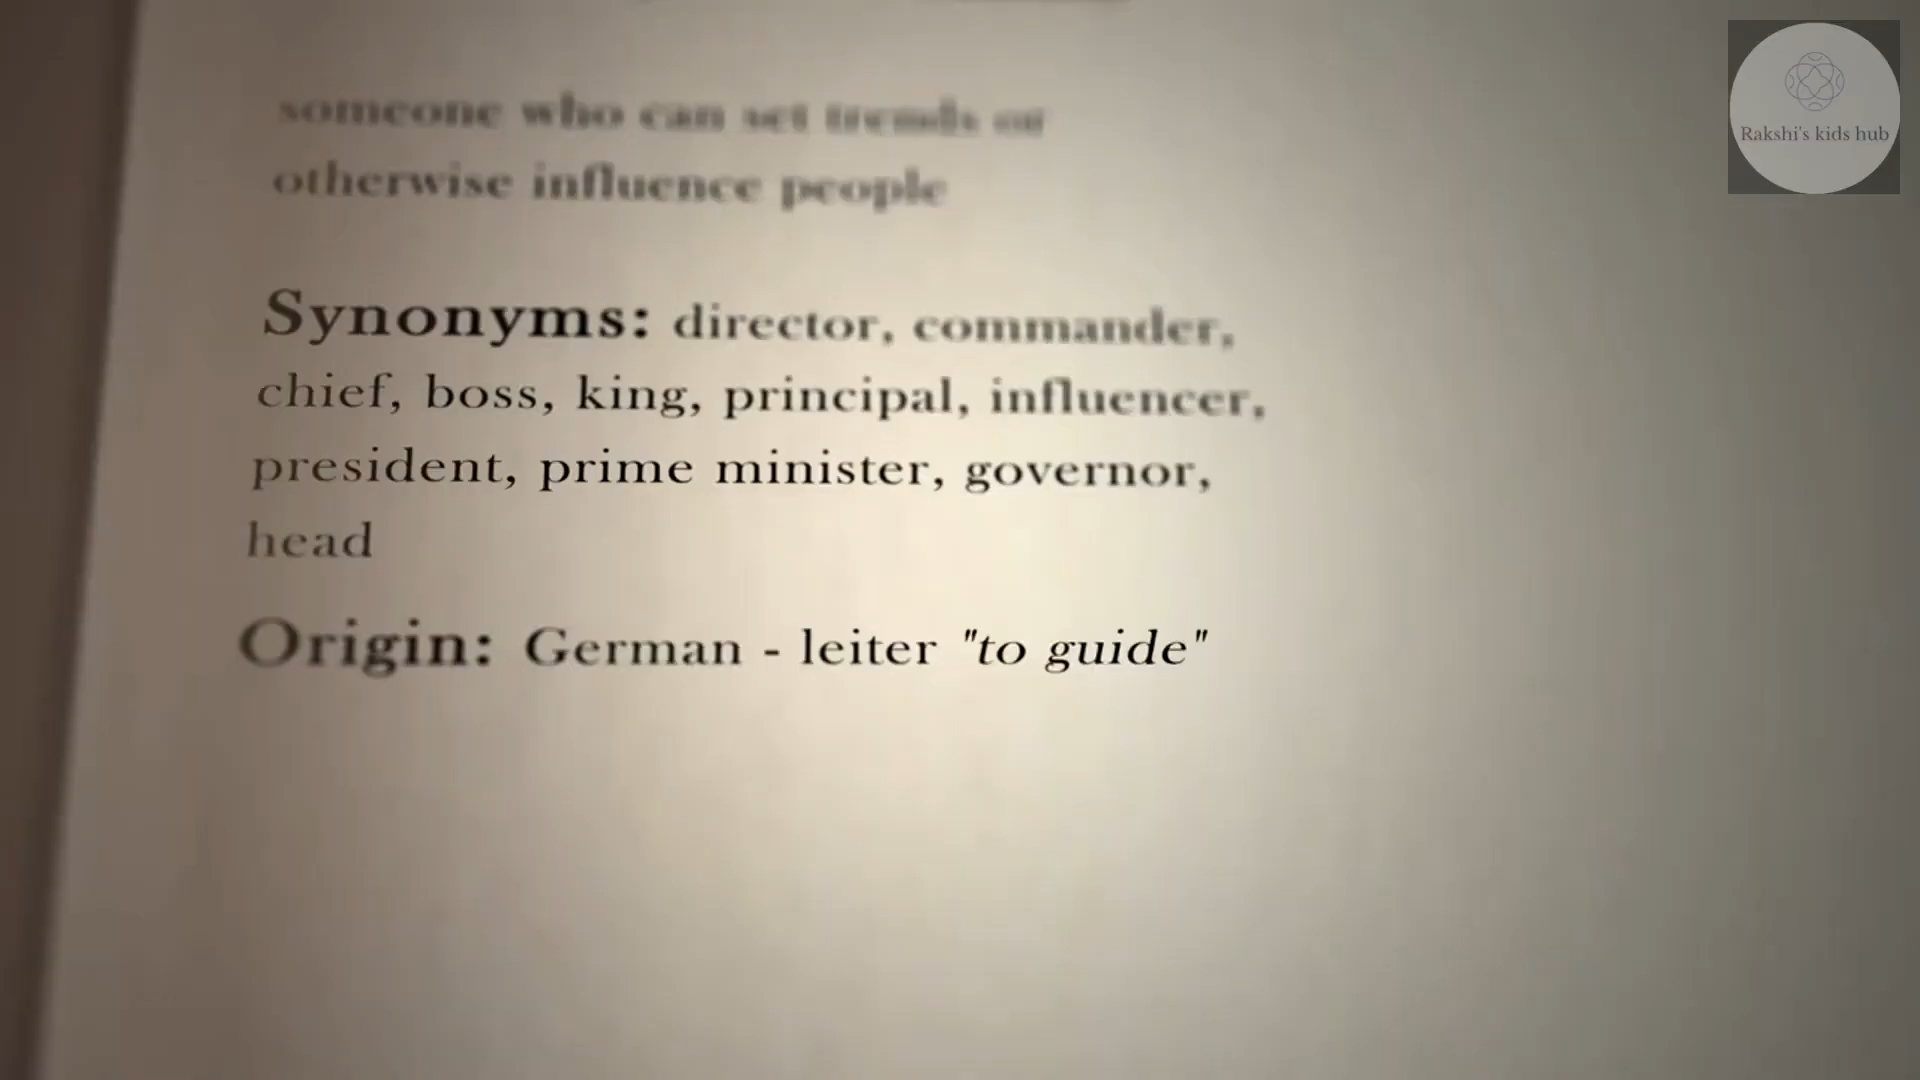 someone who can set trends or
otherwise influence people
Synonyms: director, commander,
chief, boss, king, principal, influencer,
president, prime minister, governor,
head
Origin: German - leiter "to guide"
Rakshi's kids hub